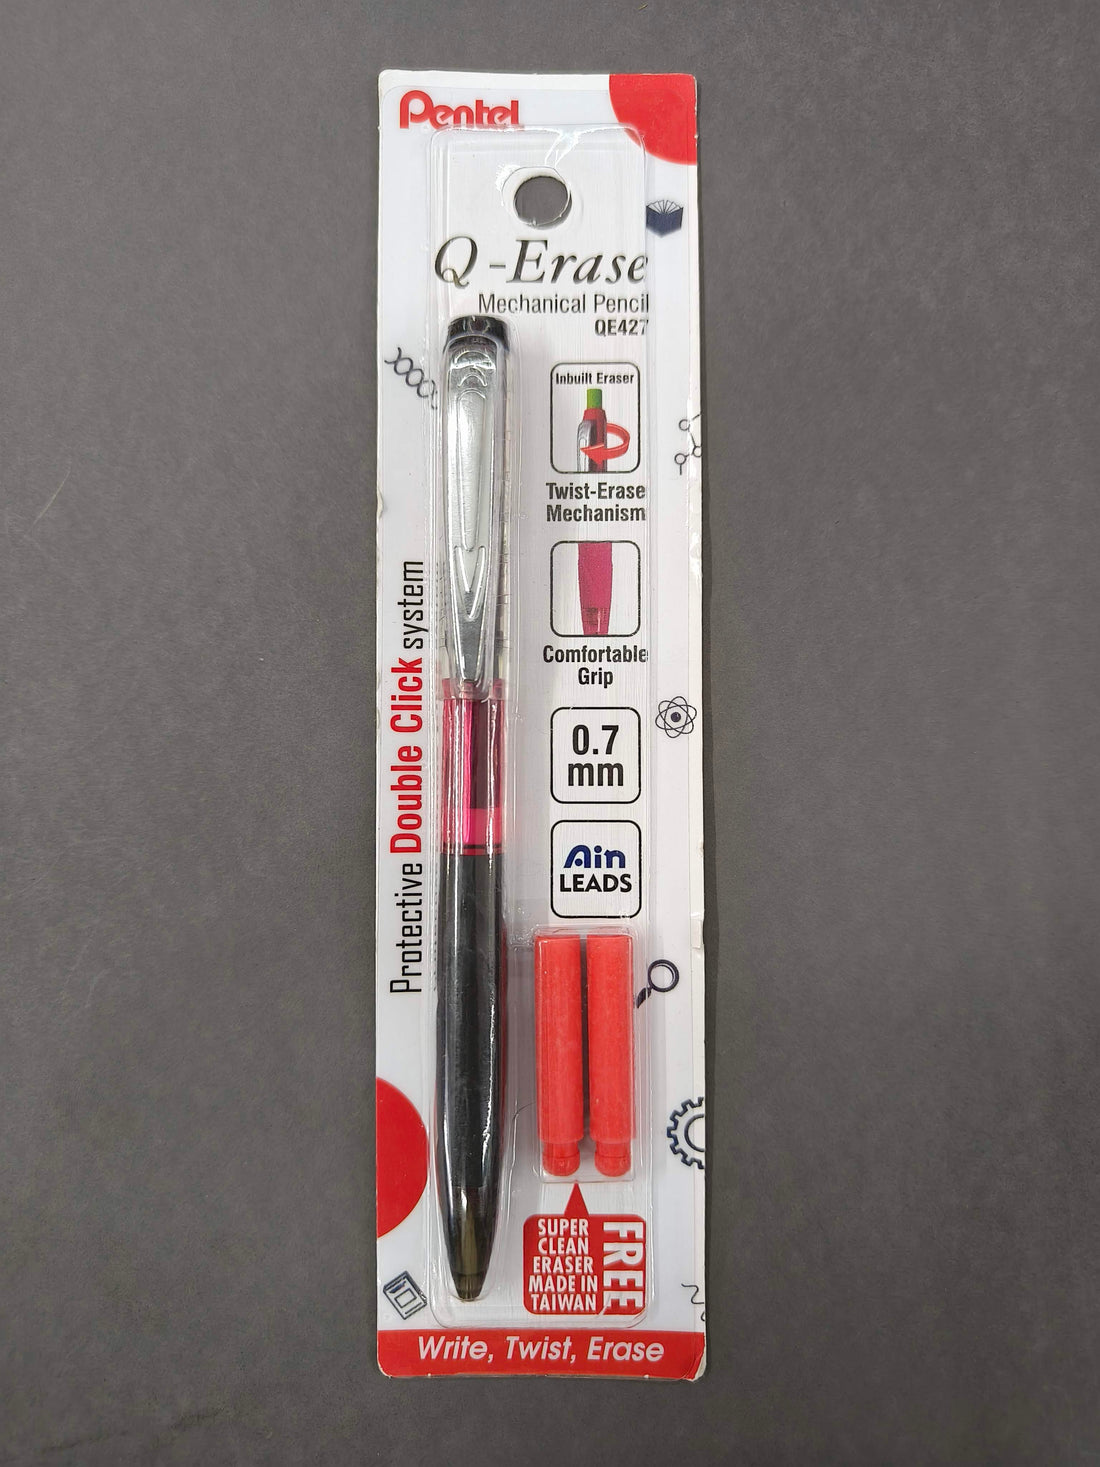 Pentel
Q-Erase
Mechanical Pencil
QE427
Inbuilt Eraser
Twist-Erase
Mechanism
Comfortable
Grip
0.7
mm
Ain
LEADS
Protective Double Click system
SUPER
CLEAN
ERASER
MADE IN
TAIWAN
FREE
Write, Twist, Erase